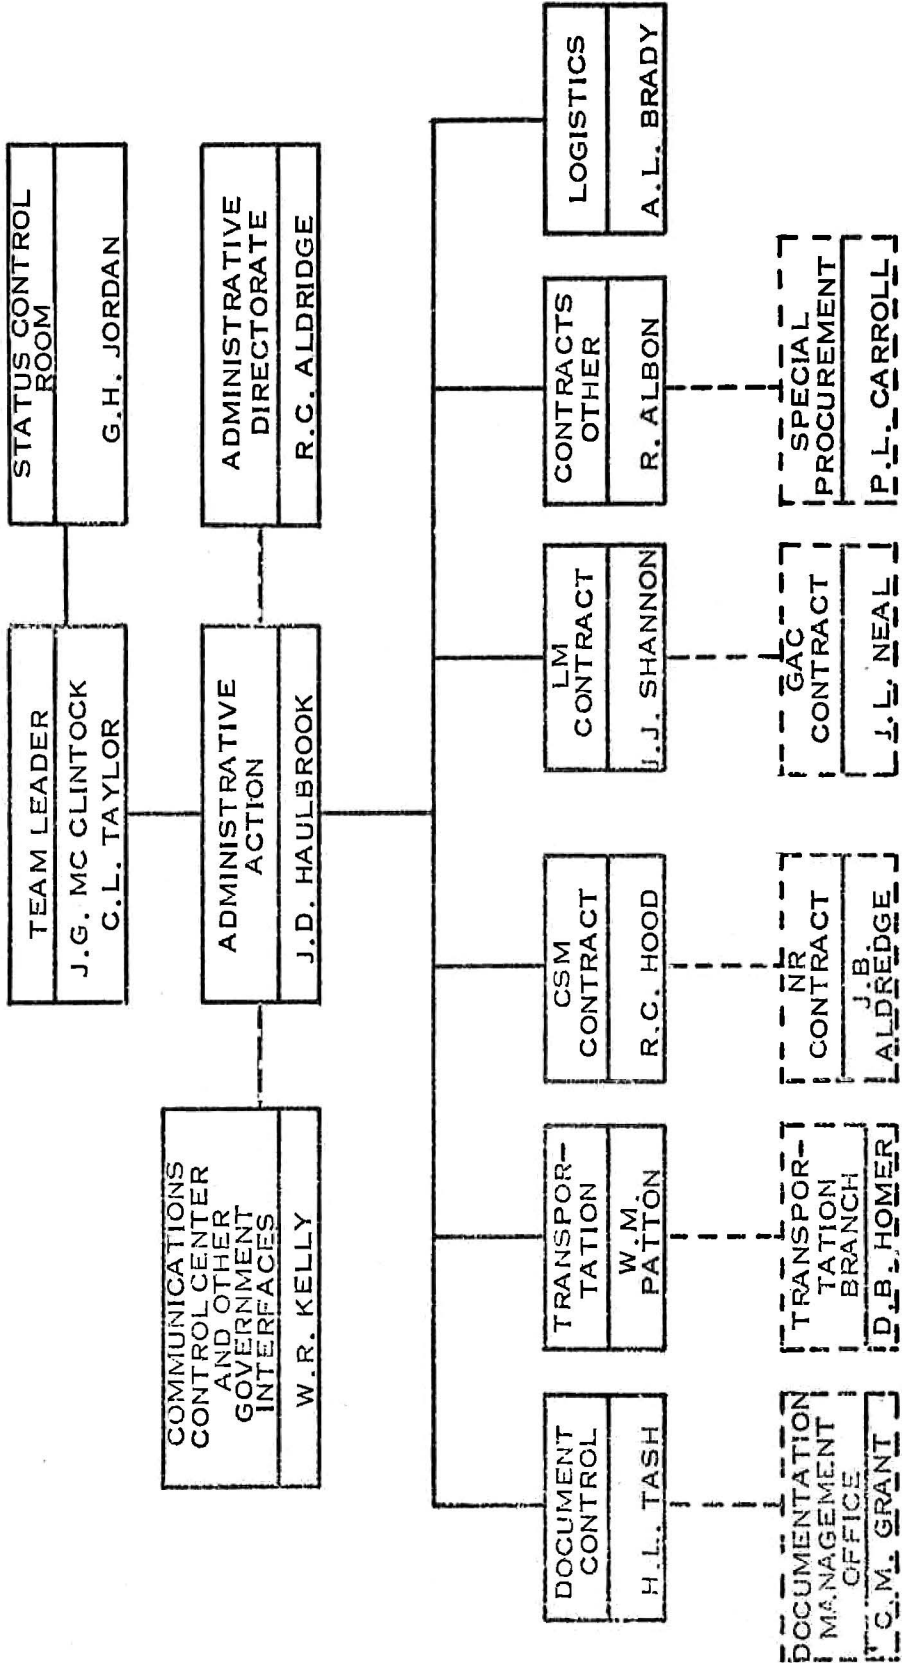 TEAM LEADER
J.G. MC CLINTOCK
C.L. TAYLOR
STATUS CONTROL
ROOM
G.H. JORDAN
COMMUNICATIONS
CONTROL CENTER
AND OTHER
GOVERNMENT
INTERFACES
W.R. KELLY
ADMINISTRATIVE
ACTION
J.D. HAULBROOK
ADMINISTRATIVE
DIRECTORATE
R.C. ALDRIDGE
DOCUMENT
CONTROL
H.L. TASH
TRANSPOR-
TATION
W.M.
PATTON
CSM
CONTRACT
R.C. HOOD
LM
CONTRACT
J.J. SHANNON
CONTRACTS
OTHER
R. ALBON
LOGISTICS
A.L. BRADY
DOCUMENTATION
MANAGEMENT
OFFICE
C.M. GRANT
TRANSPOR-
TATION
BRANCH
D.B. HOMER
NR
CONTRACT
J.B.
ALDREDGE
GAC
CONTRACT
J.L. NEAL
SPECIAL
PROCUREMENT
P.L. CARROLL